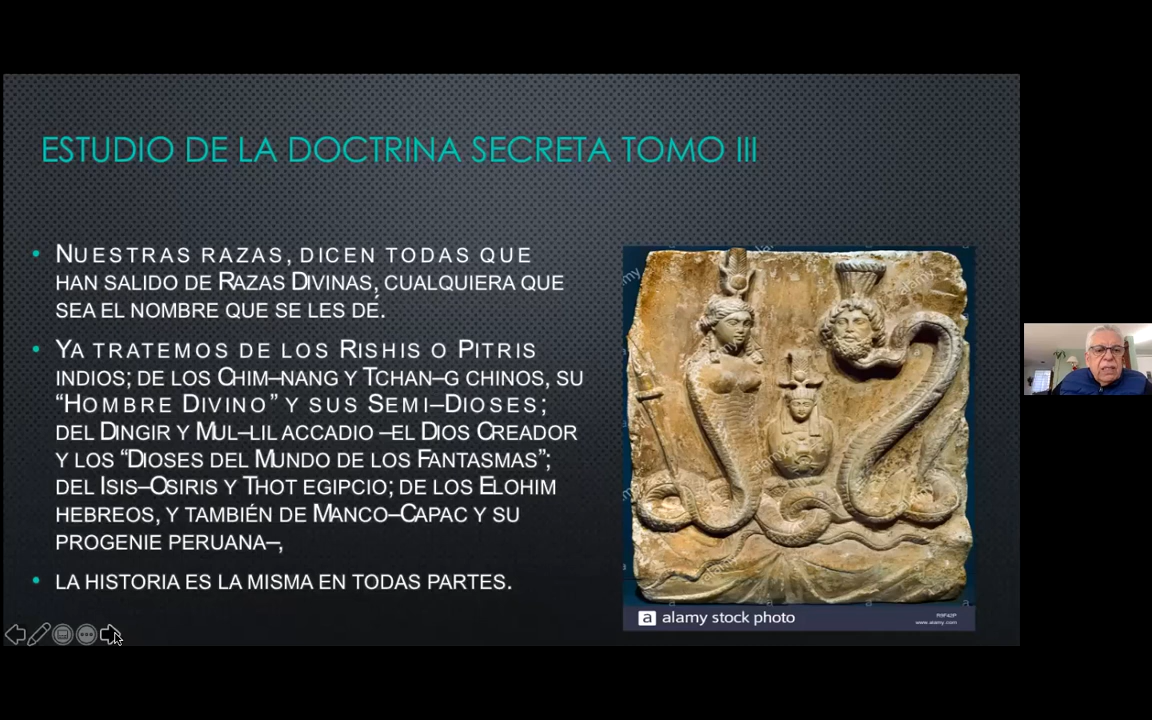 ESTUDIO DE LA DOCTRINA SECRETA TOMO III
• NUESTRAS RAZAS, DICEN TODAS QUE
HAN SALIDO DE RAZAS DIVINAS, CUALQUIERA QUE
SEA EL NOMBRE QUE SE LES DÉ.
• YA TRATEMOS DE LOS RISHIS O PITRIS
INDIOS; DE LOS CHIM–NANG Y TCHAN–G CHINOS, SU
“HOMBRE DIVINO” Y SUS SEMI–DIOSES;
DEL DINGIR Y MUL–LIL ACCADIO –EL DIOS CREADOR
Y LOS “DIOSES DEL MUNDO DE LOS FANTASMAS”;
DEL ISIS–OSIRIS Y THOT EGIPCIO; DE LOS ELOHIM
HEBREOS, Y TAMBIÉN DE MANCO–CAPAC Y SU
PROGENIE PERUANA–,
• LA HISTORIA ES LA MISMA EN TODAS PARTES.
a alamy stock photo
www.alamy.com